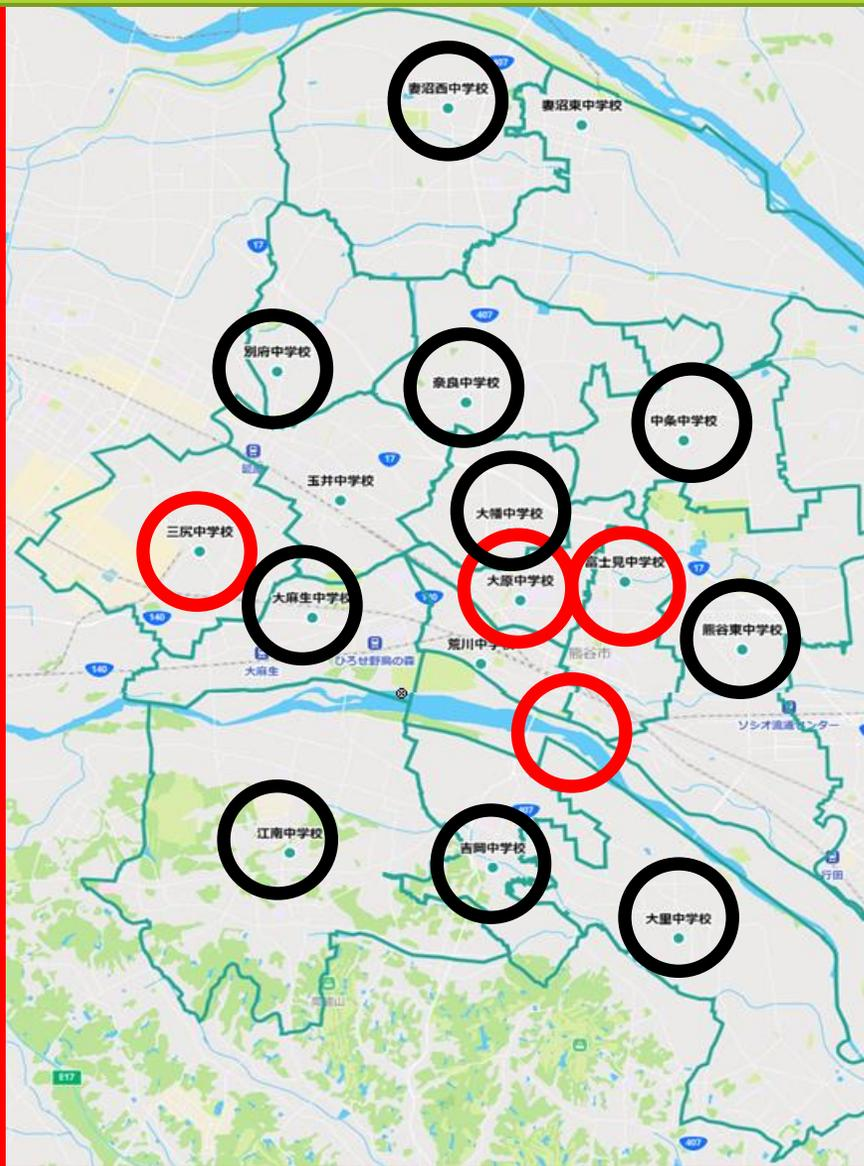 407
妻沼西中学校
妻沼東中学校
17
407
別府中学校
奈良中学校
中条中学校
17
玉井中学校
大幡中学校
三尻中学校
富士見中学校
17
大原中学校
大麻生中学校
140
140
熊谷東中学校
荒川中学
熊谷市
ひろせ野鳥の森
大麻生
140
ソシオ流通センター
407
江南中学校
吉岡中学校
行田
大里中学校
E17
407